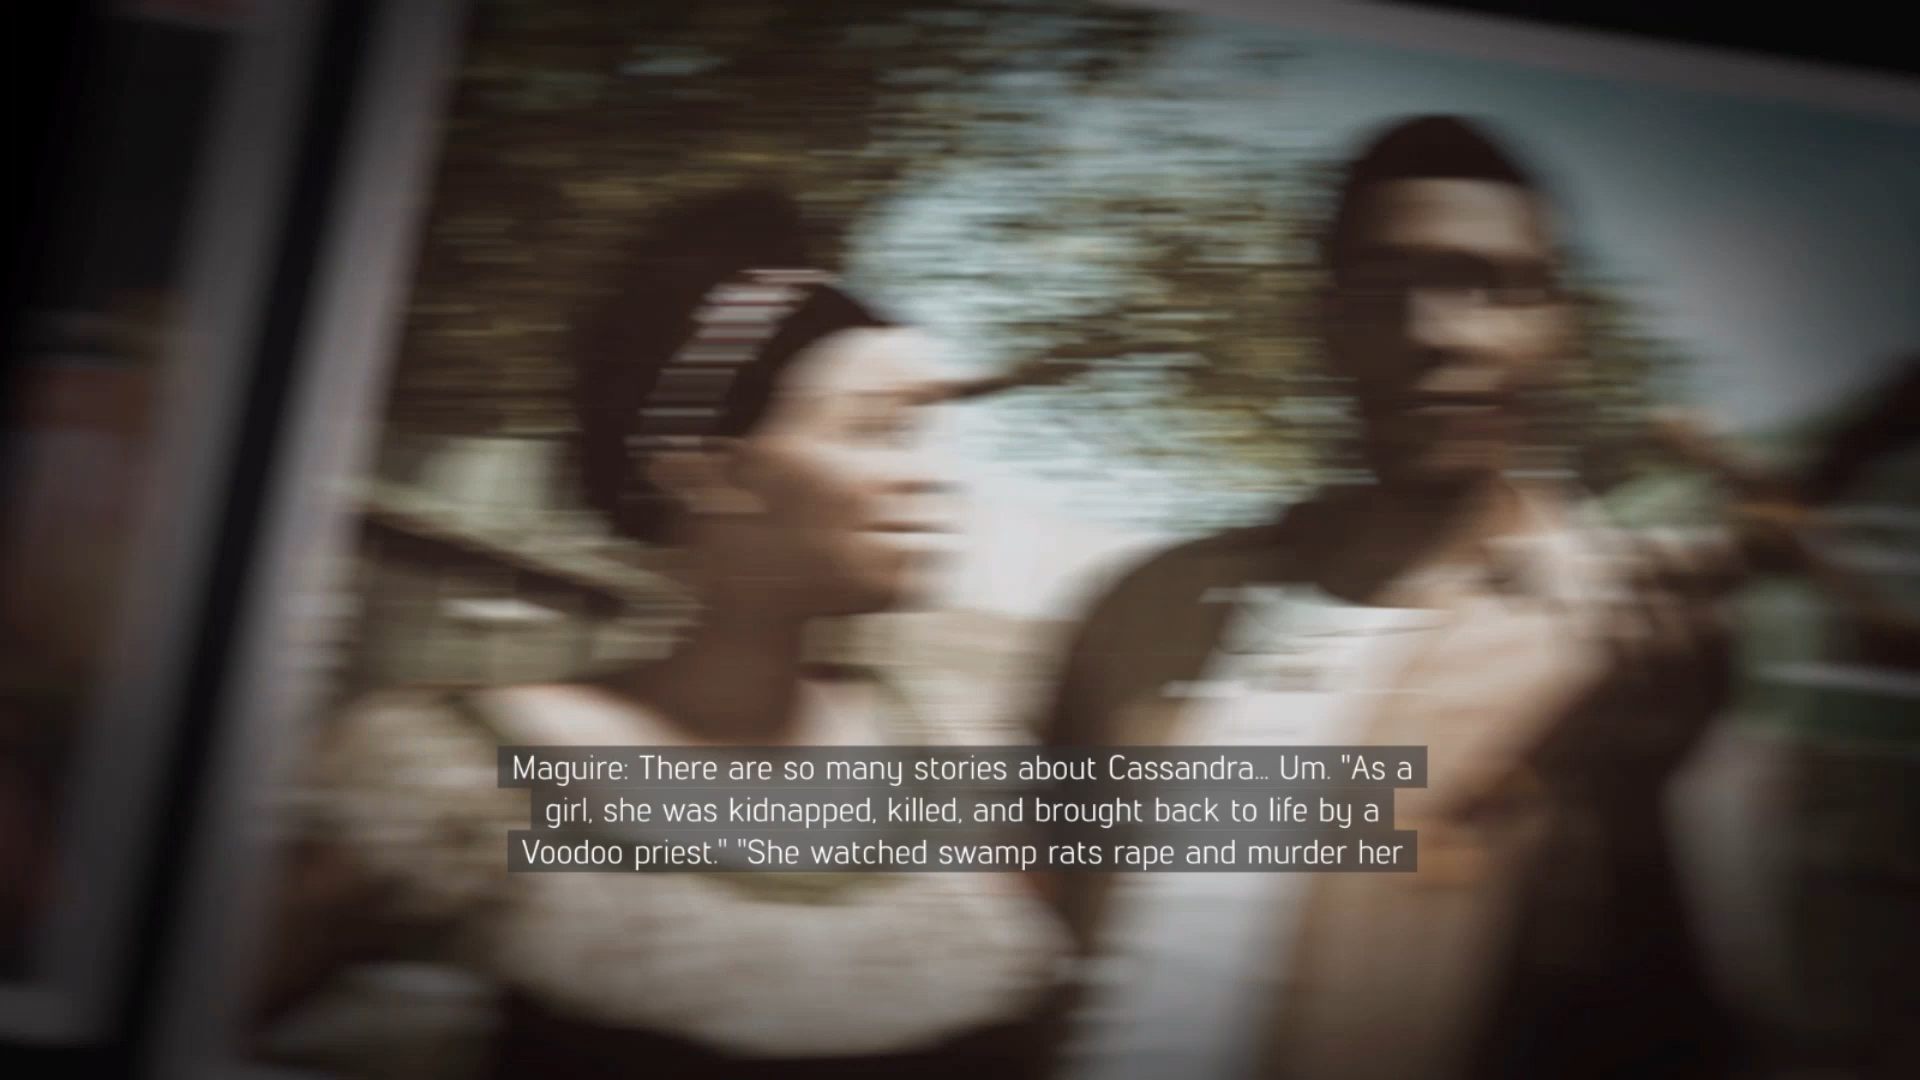 Maguire: There are so many stories about Cassandra... Um. "As a
girl, she was kidnapped, killed, and brought back to life by a
Voodoo priest." "She watched swamp rats rape and murder her